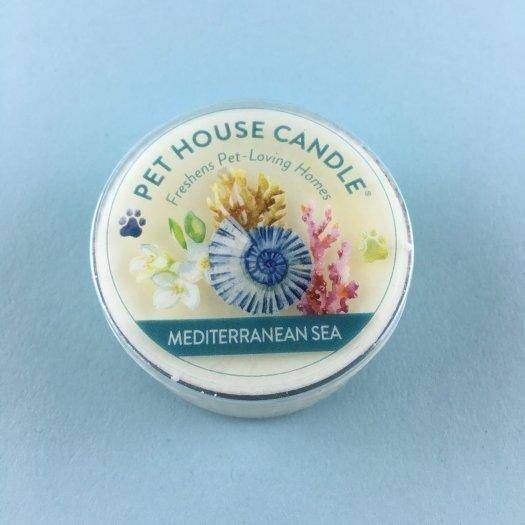 PET HOUSE CANDLE®
Freshens Pet-Loving Homes
MEDITERRANEAN SEA